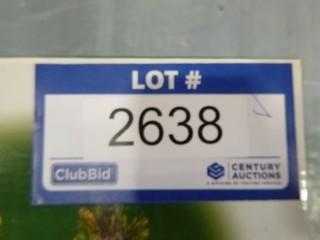 LOT #
2638
ClubBid
CENTURY
AUCTIONS